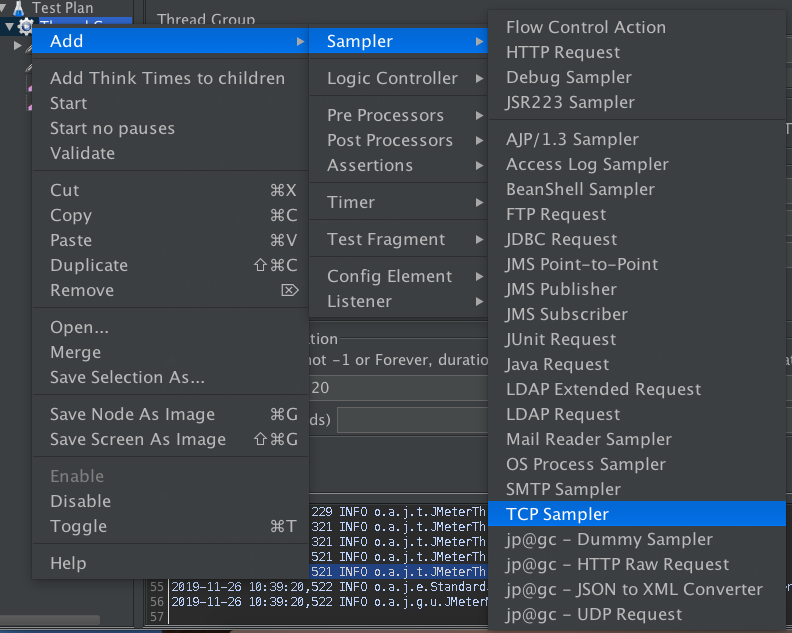 Test Plan
Thread Group
Add
Add Think Times to children
Start
Start no pauses
Validate
Cut ⌘X
Copy ⌘C
Paste ⌘V
Duplicate ⇧⌘C
Remove ⌦
Open...
Merge
Save Selection As...
Save Node As Image ⌘G
Save Screen As Image ⇧⌘G
Enable
Disable
Toggle ⌘T
Help
Sampler
Logic Controller
Pre Processors
Post Processors
Assertions
Timer
Test Fragment
Config Element
Listener
Flow Control Action
HTTP Request
Debug Sampler
JSR223 Sampler
AJP/1.3 Sampler
Access Log Sampler
BeanShell Sampler
FTP Request
JDBC Request
JMS Point-to-Point
JMS Publisher
JMS Subscriber
JUnit Request
Java Request
LDAP Extended Request
LDAP Request
Mail Reader Sampler
OS Process Sampler
SMTP Sampler
TCP Sampler
jp@gc - Dummy Sampler
jp@gc - HTTP Raw Request
jp@gc - JSON to XML Converter
jp@gc - UDP Request
-1 or Forever,
20
ds)
229 INFO o.a.j.t.JMeterTh
321 INFO o.a.j.t.JMeterTh
321 INFO o.a.j.t.JMeterTh
521 INFO o.a.j.t.JMeterTh
521 INFO o.a.j.t.JMeterTh
55 2019-11-26 10:39:20,522 INFO o.a.j.e.Standard
56 2019-11-26 10:39:20,522 INFO o.a.j.g.u.JMeterM
57